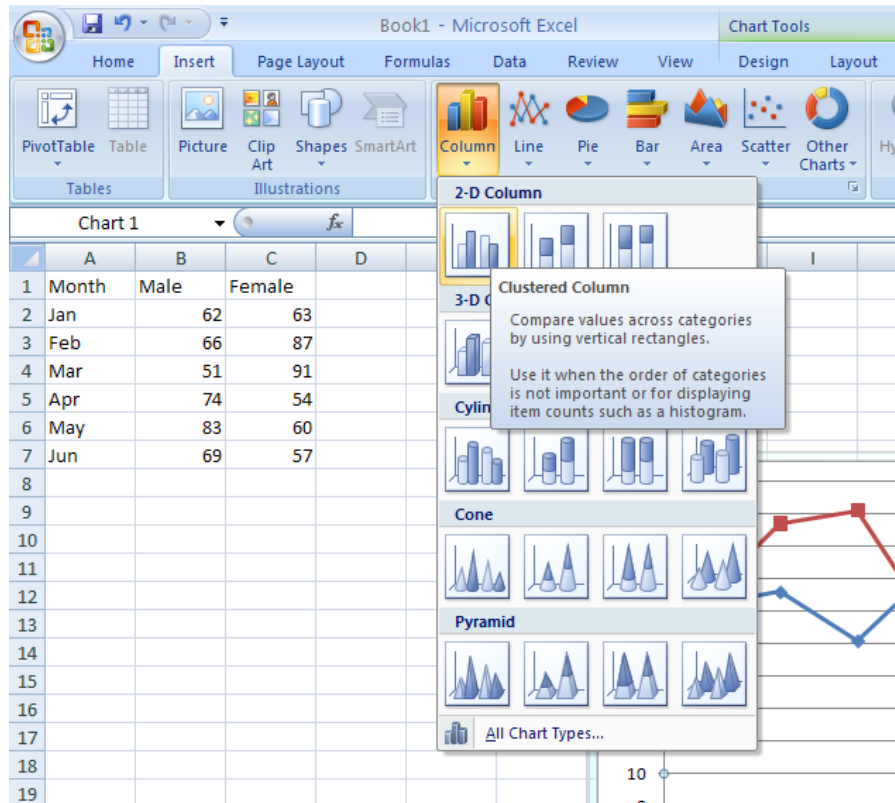 Book1 - Microsoft Excel Chart Tools
Home Insert Page Layout Formulas Data Review View Design Layout
PivotTable Table Picture Clip Art Shapes SmartArt Column Line Pie Bar Area Scatter Other Charts
Tables Illustrations
Chart 1 fx
2-D Column
Clustered Column
Compare values across categories
by using vertical rectangles.
Use it when the order of categories
is not important or for displaying
item counts such as a histogram.
Cone
Pyramid
All Chart Types...
A B C D I
1 Month Male Female
2 Jan 62 63
3 Feb 66 87
4 Mar 51 91
5 Apr 74 54
6 May 83 60
7 Jun 69 57
8
9
10
11
12
13
14
15
16
17
18
19
10